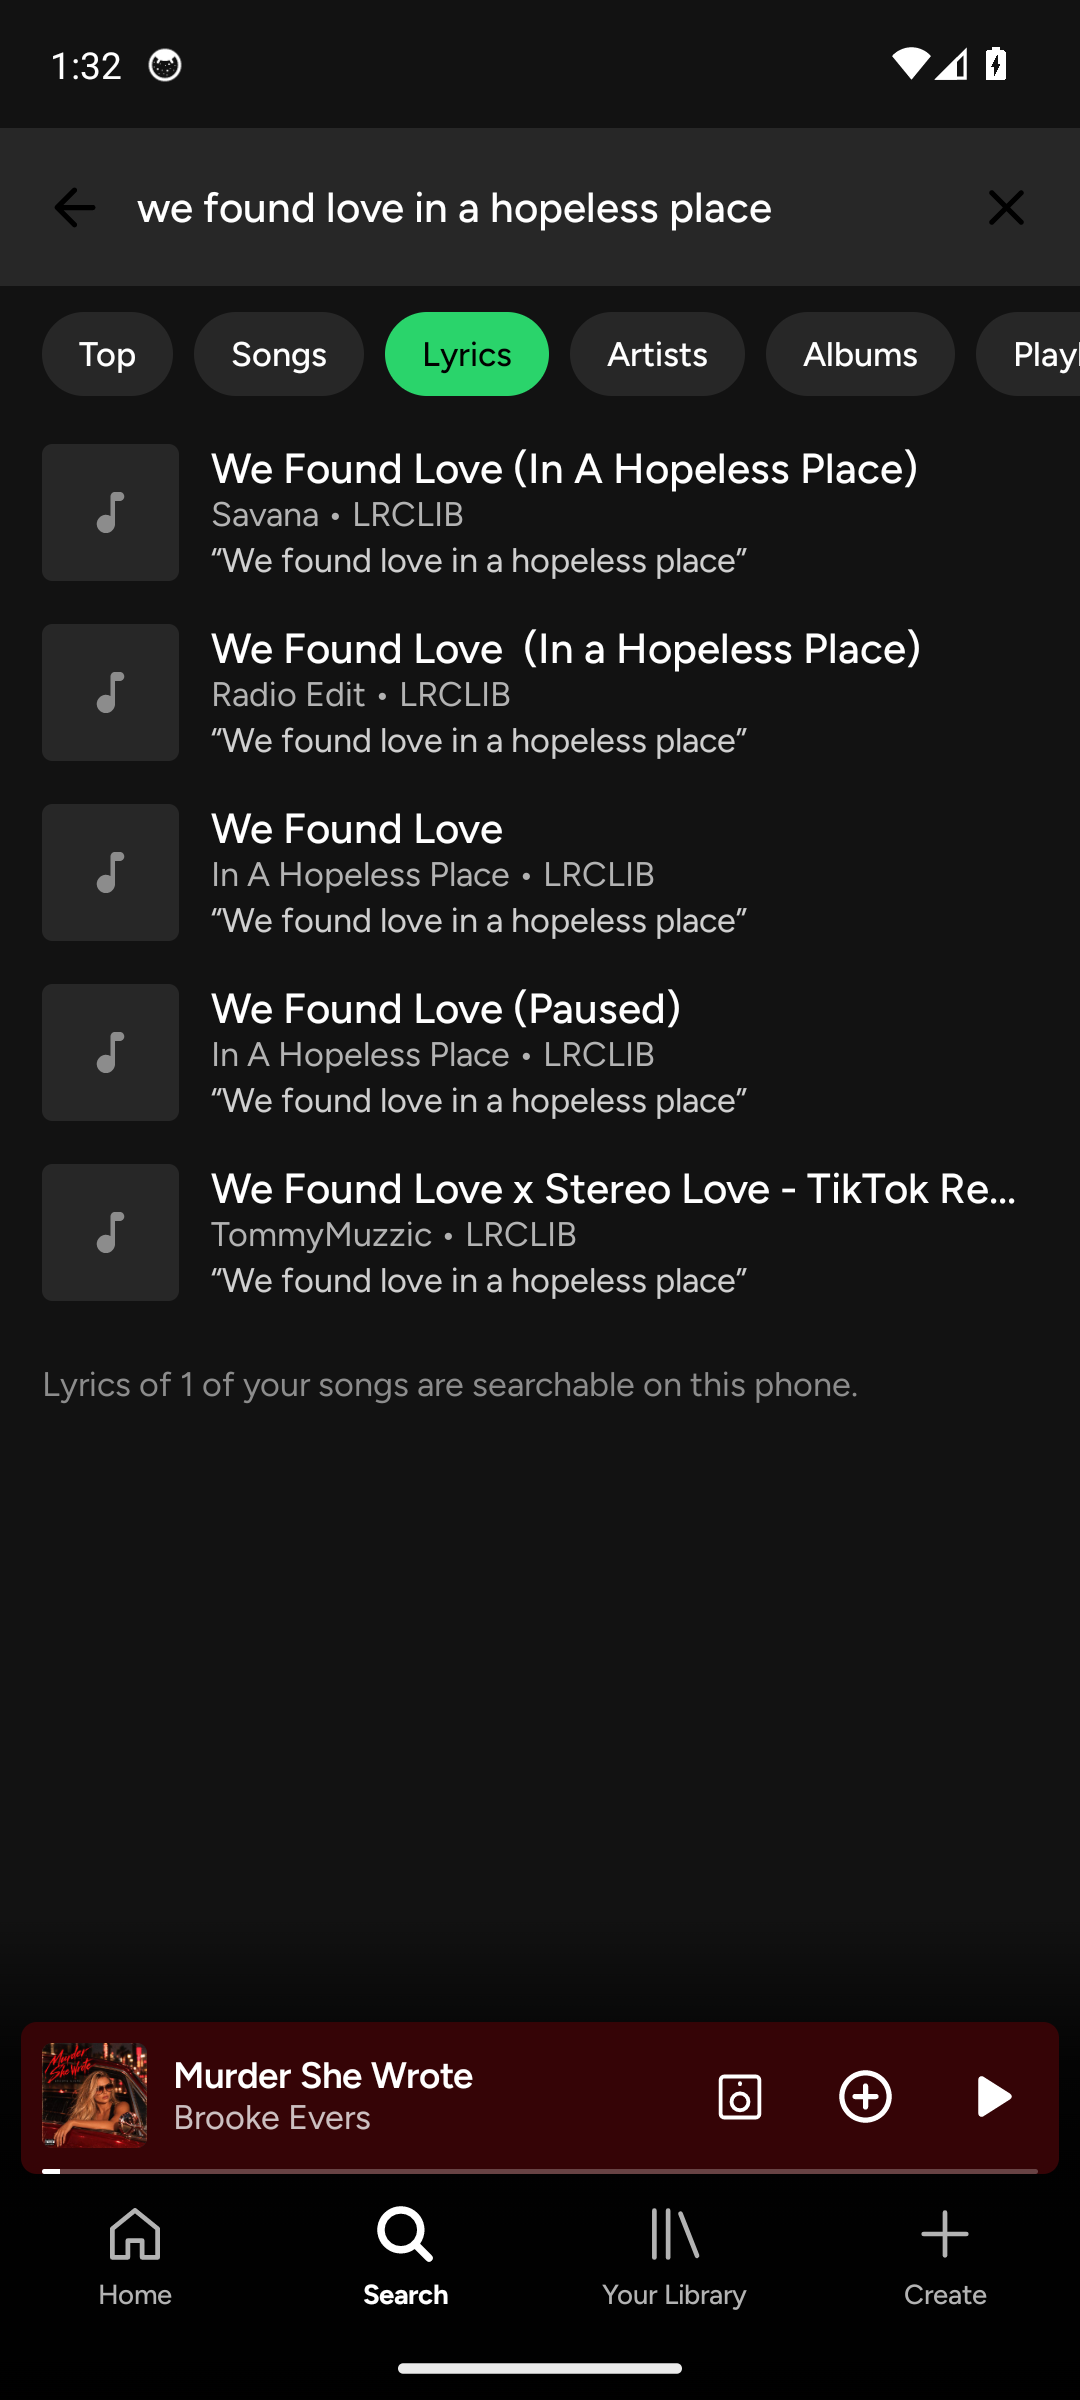 1:32
we found love in a hopeless place
Top Songs Lyrics Artists Albums Playl
We Found Love (In A Hopeless Place)
Savana • LRCLIB
“We found love in a hopeless place”
We Found Love  (In a Hopeless Place)
Radio Edit • LRCLIB
“We found love in a hopeless place”
We Found Love
In A Hopeless Place • LRCLIB
“We found love in a hopeless place”
We Found Love (Paused)
In A Hopeless Place • LRCLIB
“We found love in a hopeless place”
We Found Love x Stereo Love - TikTok Re...
TommyMuzzic • LRCLIB
“We found love in a hopeless place”
Lyrics of 1 of your songs are searchable on this phone.
Murder She Wrote
Murder She Wrote
Brooke Evers
Home Search Your Library Create